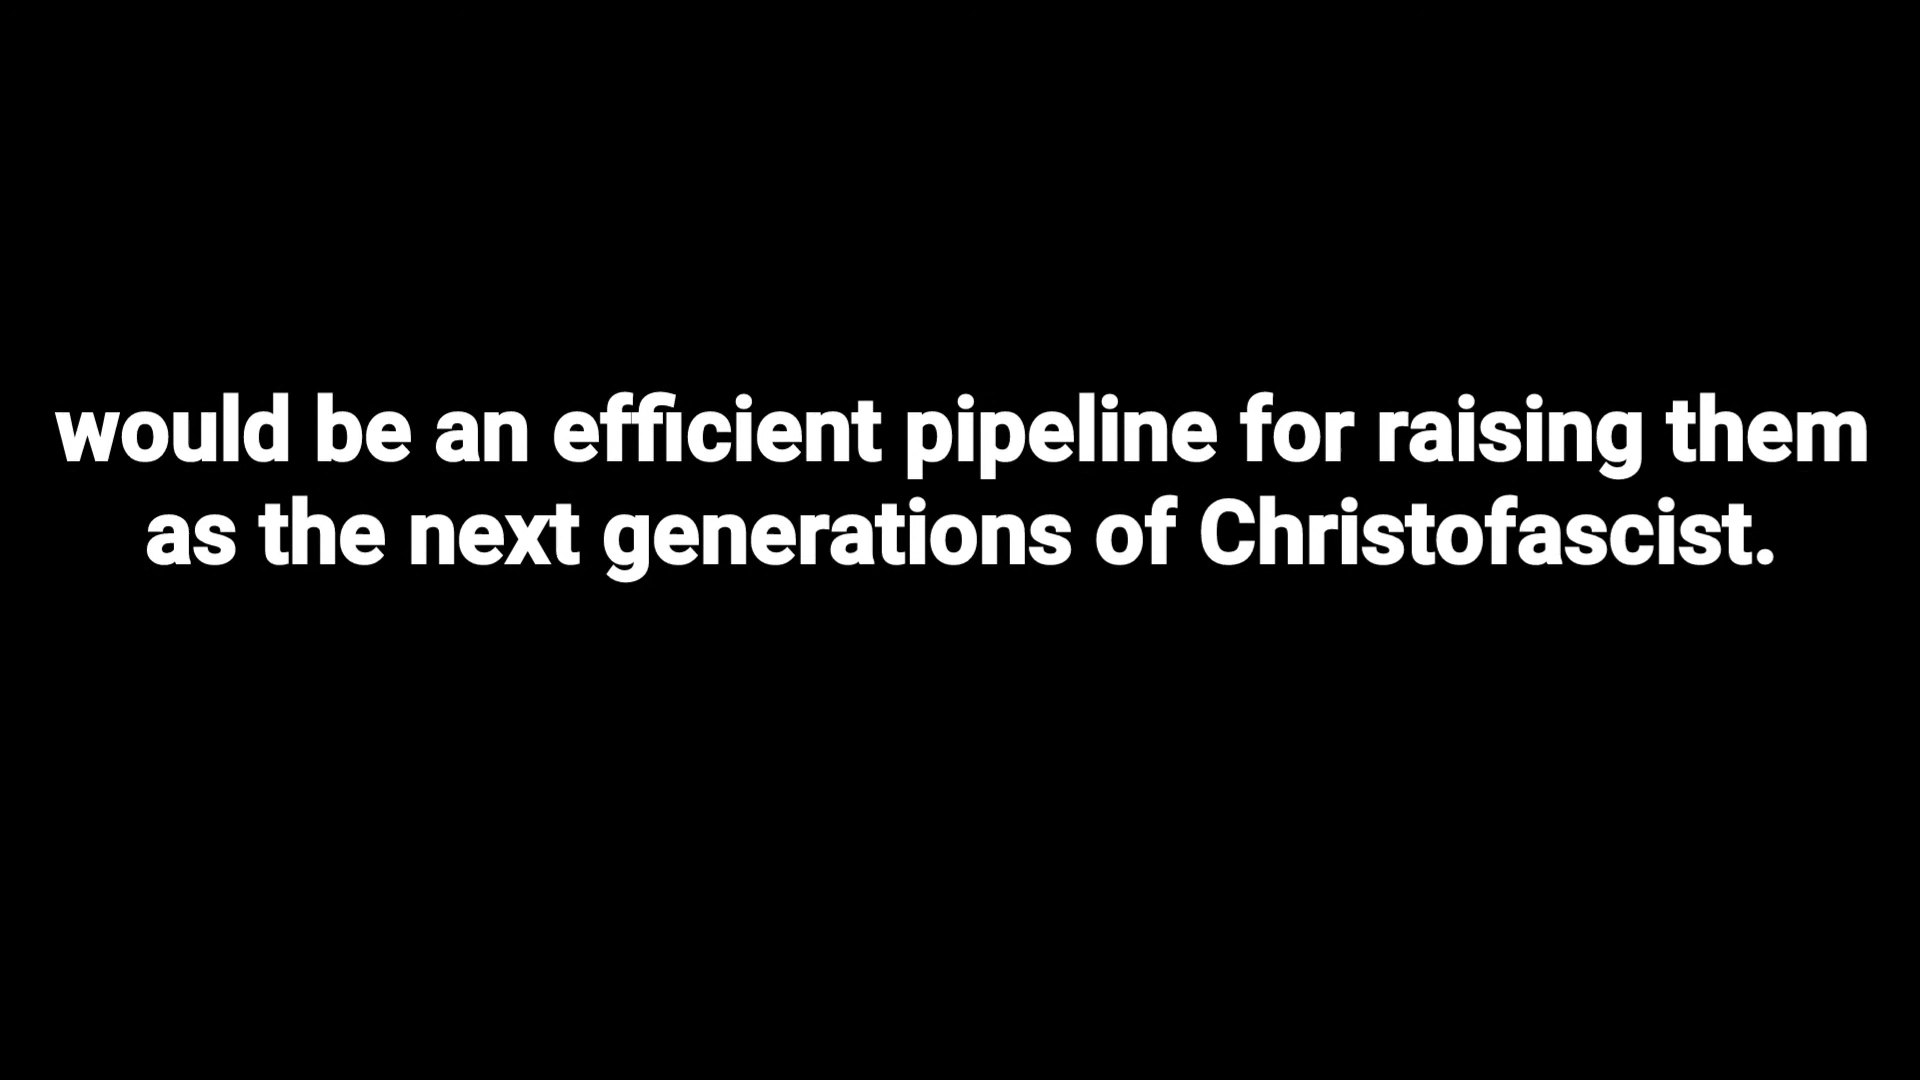 would be an efficient pipeline for raising them
as the next generations of Christofascist.